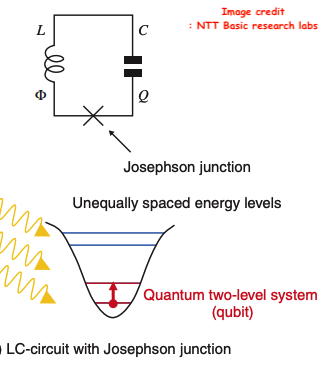 Image credit
: NTT Basic research labs
L
C
Φ
Q
Josephson junction
Unequally spaced energy levels
Quantum two-level system
(qubit)
) LC-circuit with Josephson junction